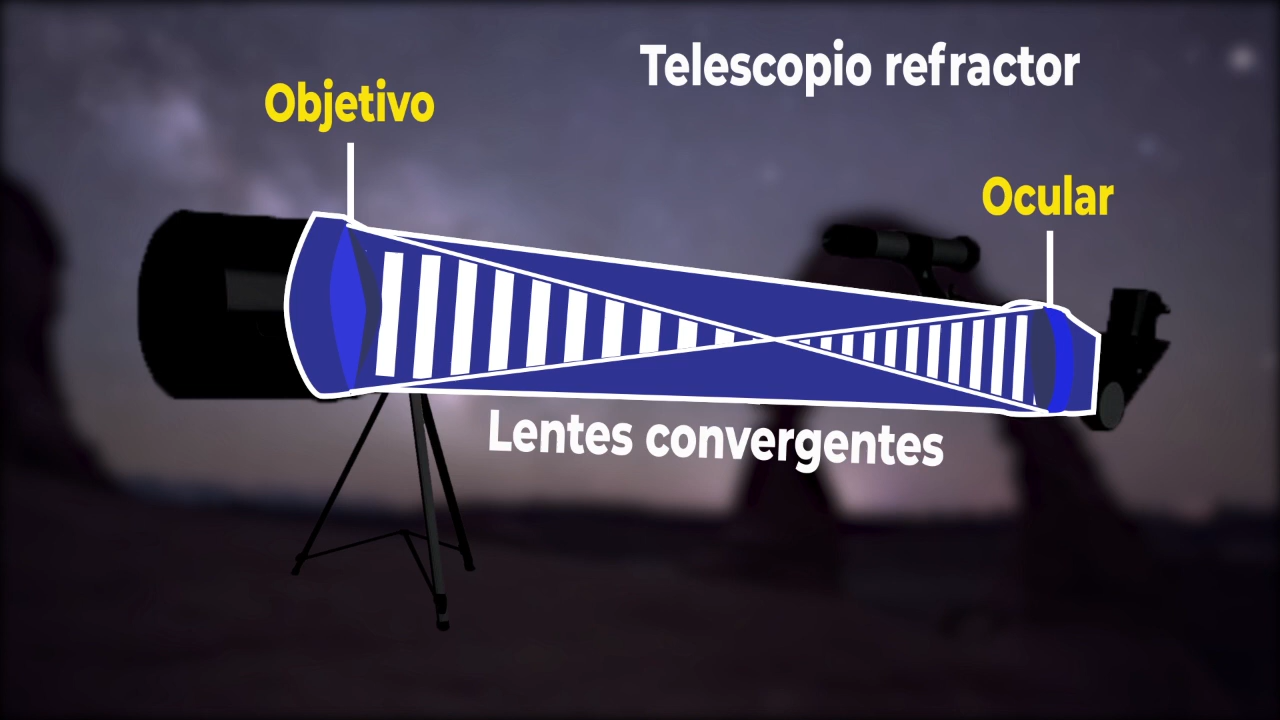 Telescopio refractor
Objetivo
Ocular
Lentes convergentes